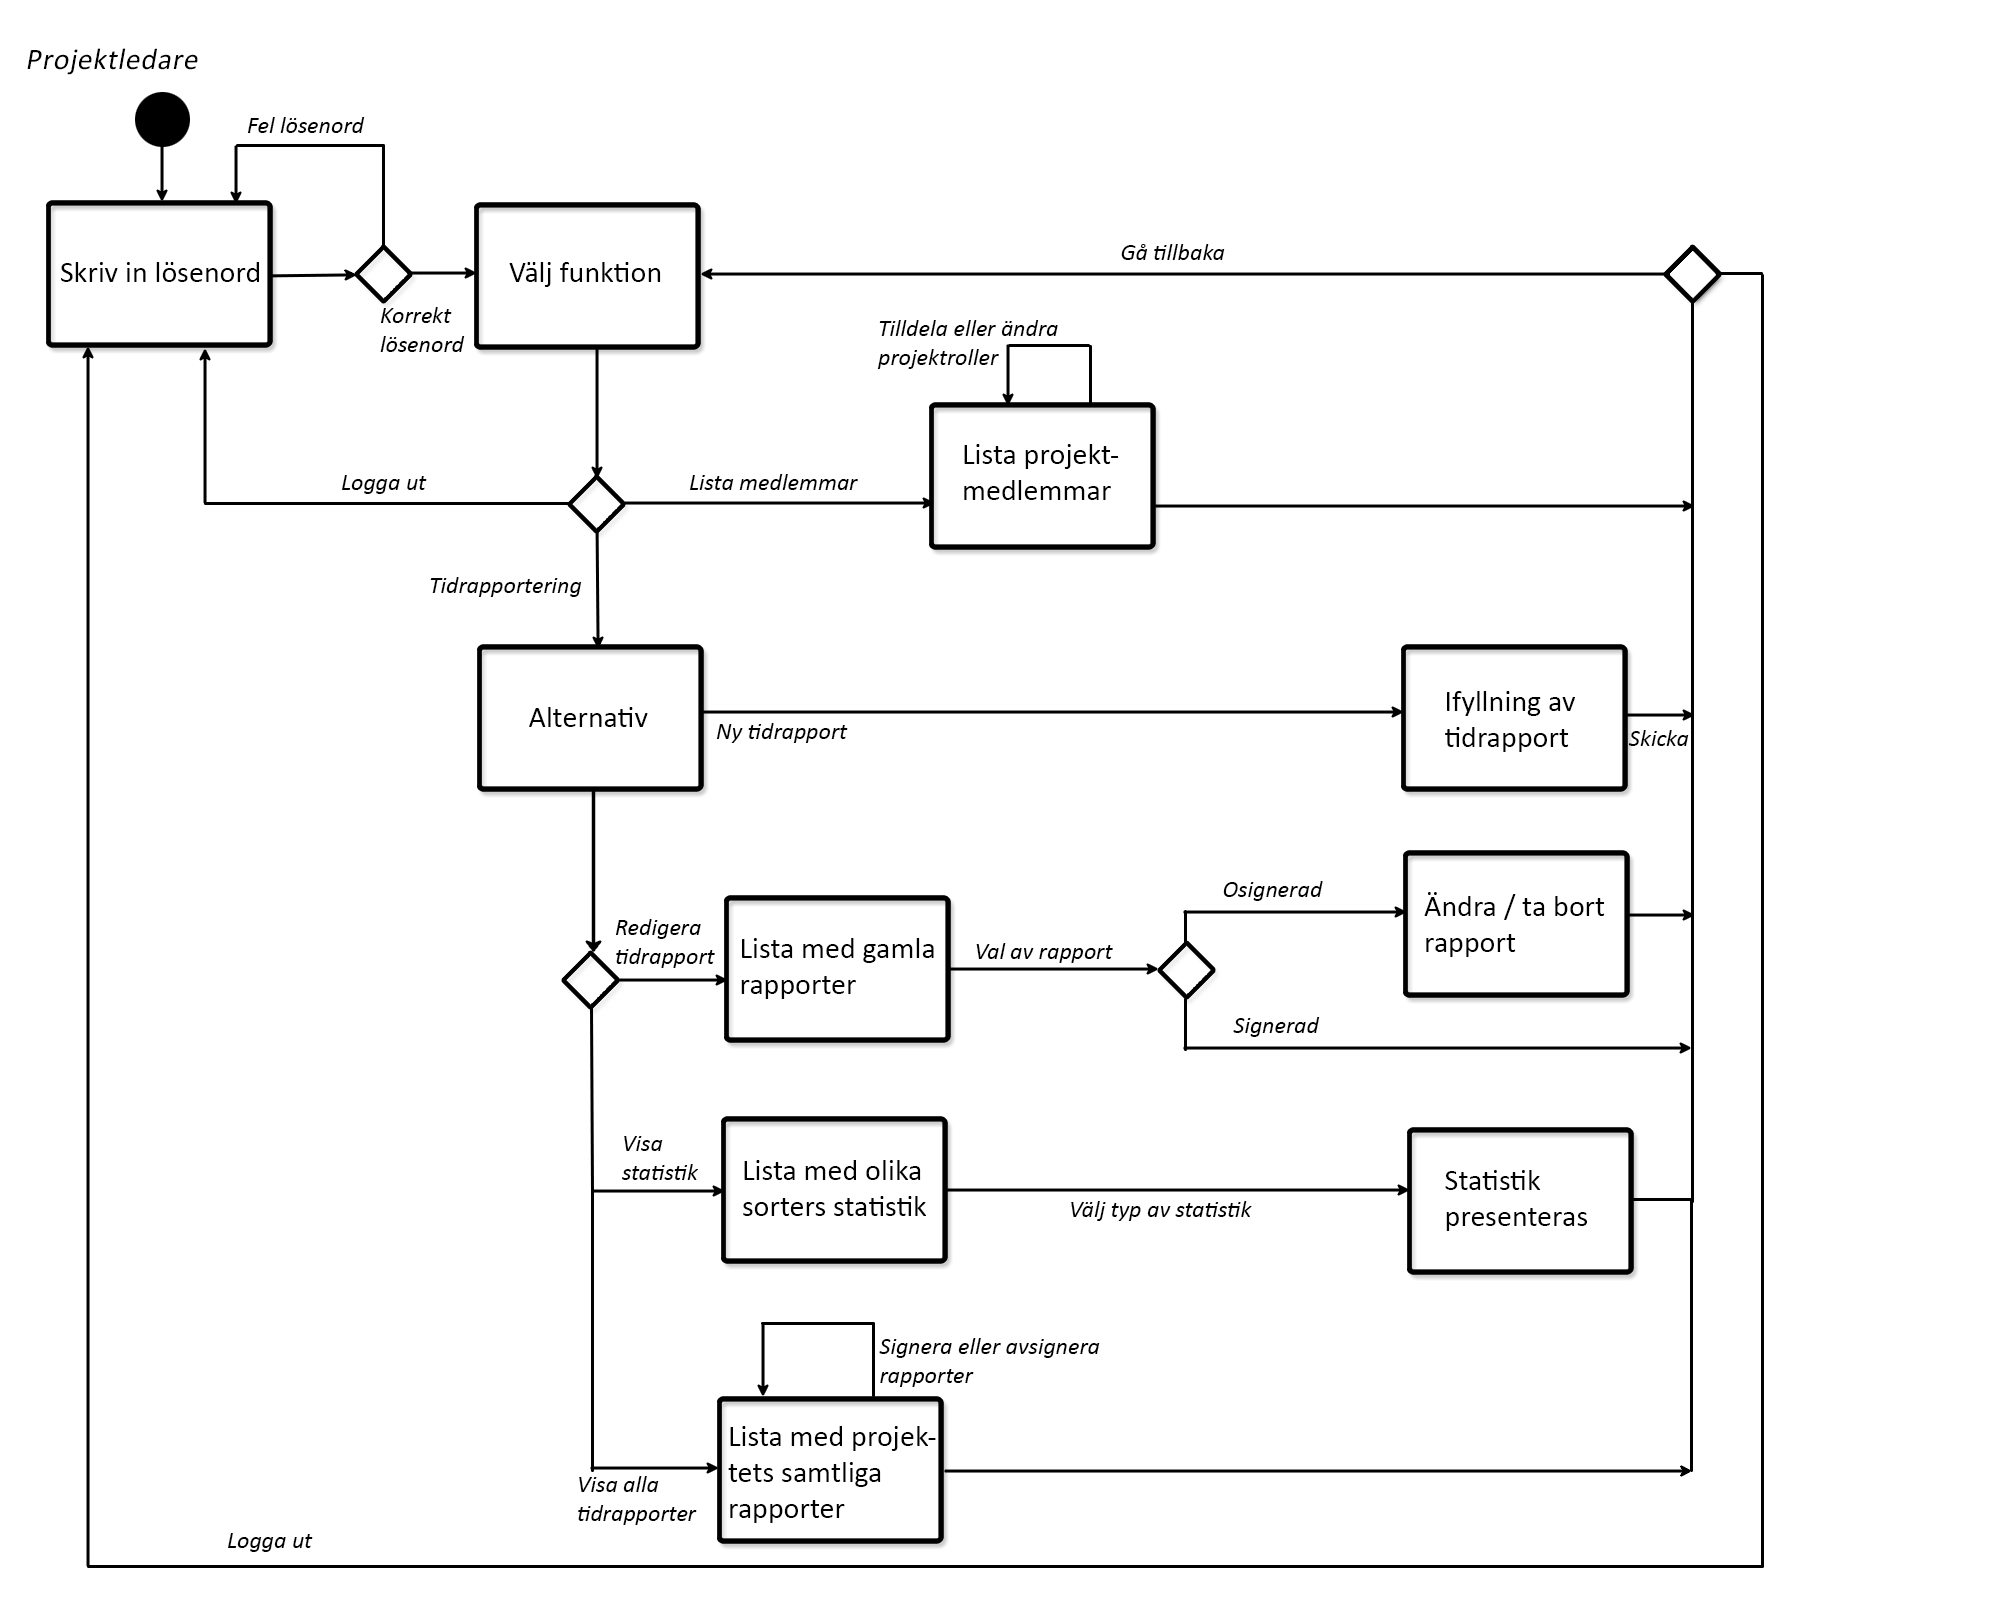 Projektledare
Fel lösenord
Skriv in lösenord
Korrekt
lösenord
Välj funktion
Gå tillbaka
Tilldela eller ändra
projektroller
Lista projekt-
medlemmar
Logga ut
Lista medlemmar
Tidrapportering
Alternativ
Ny tidrapport
Ifyllning av
tidrapport
Skicka
Redigera
tidrapport
Lista med gamla
rapporter
Val av rapport
Osignerad
Ändra / ta bort
rapport
Signerad
Visa
statistik
Lista med olika
sorters statistik
Välj typ av statistik
Statistik
presenteras
Signera eller avsignera
rapporter
Lista med projek-
tets samtliga
rapporter
Visa alla
tidrapporter
Logga ut